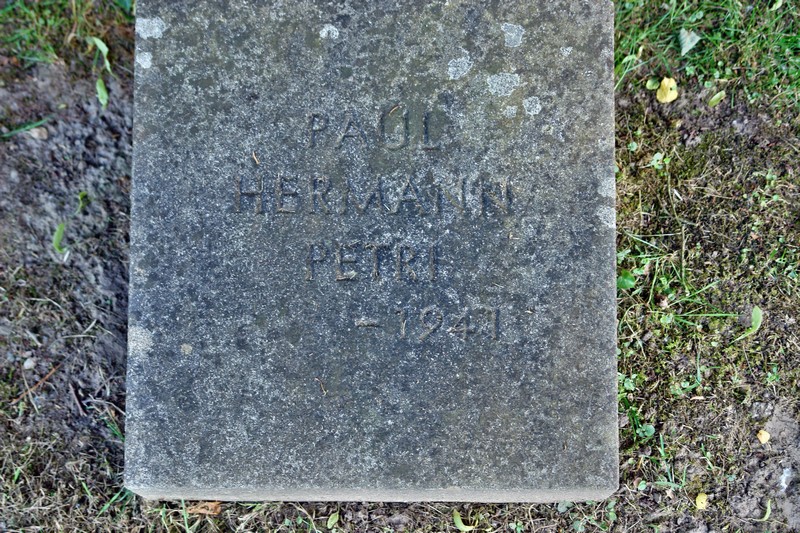 PAUL
HERMANN
PETRI
– 1941